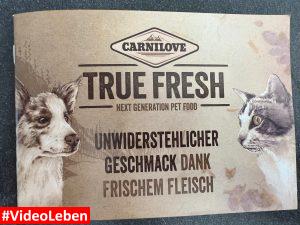 CARNILOVE
TRUE FRESH
NEXT GENERATION PET FOOD
UNWIDERSTEHLICHER
GESCHMACK DANK
FRISCHEM FLEISCH
#VideoLeben